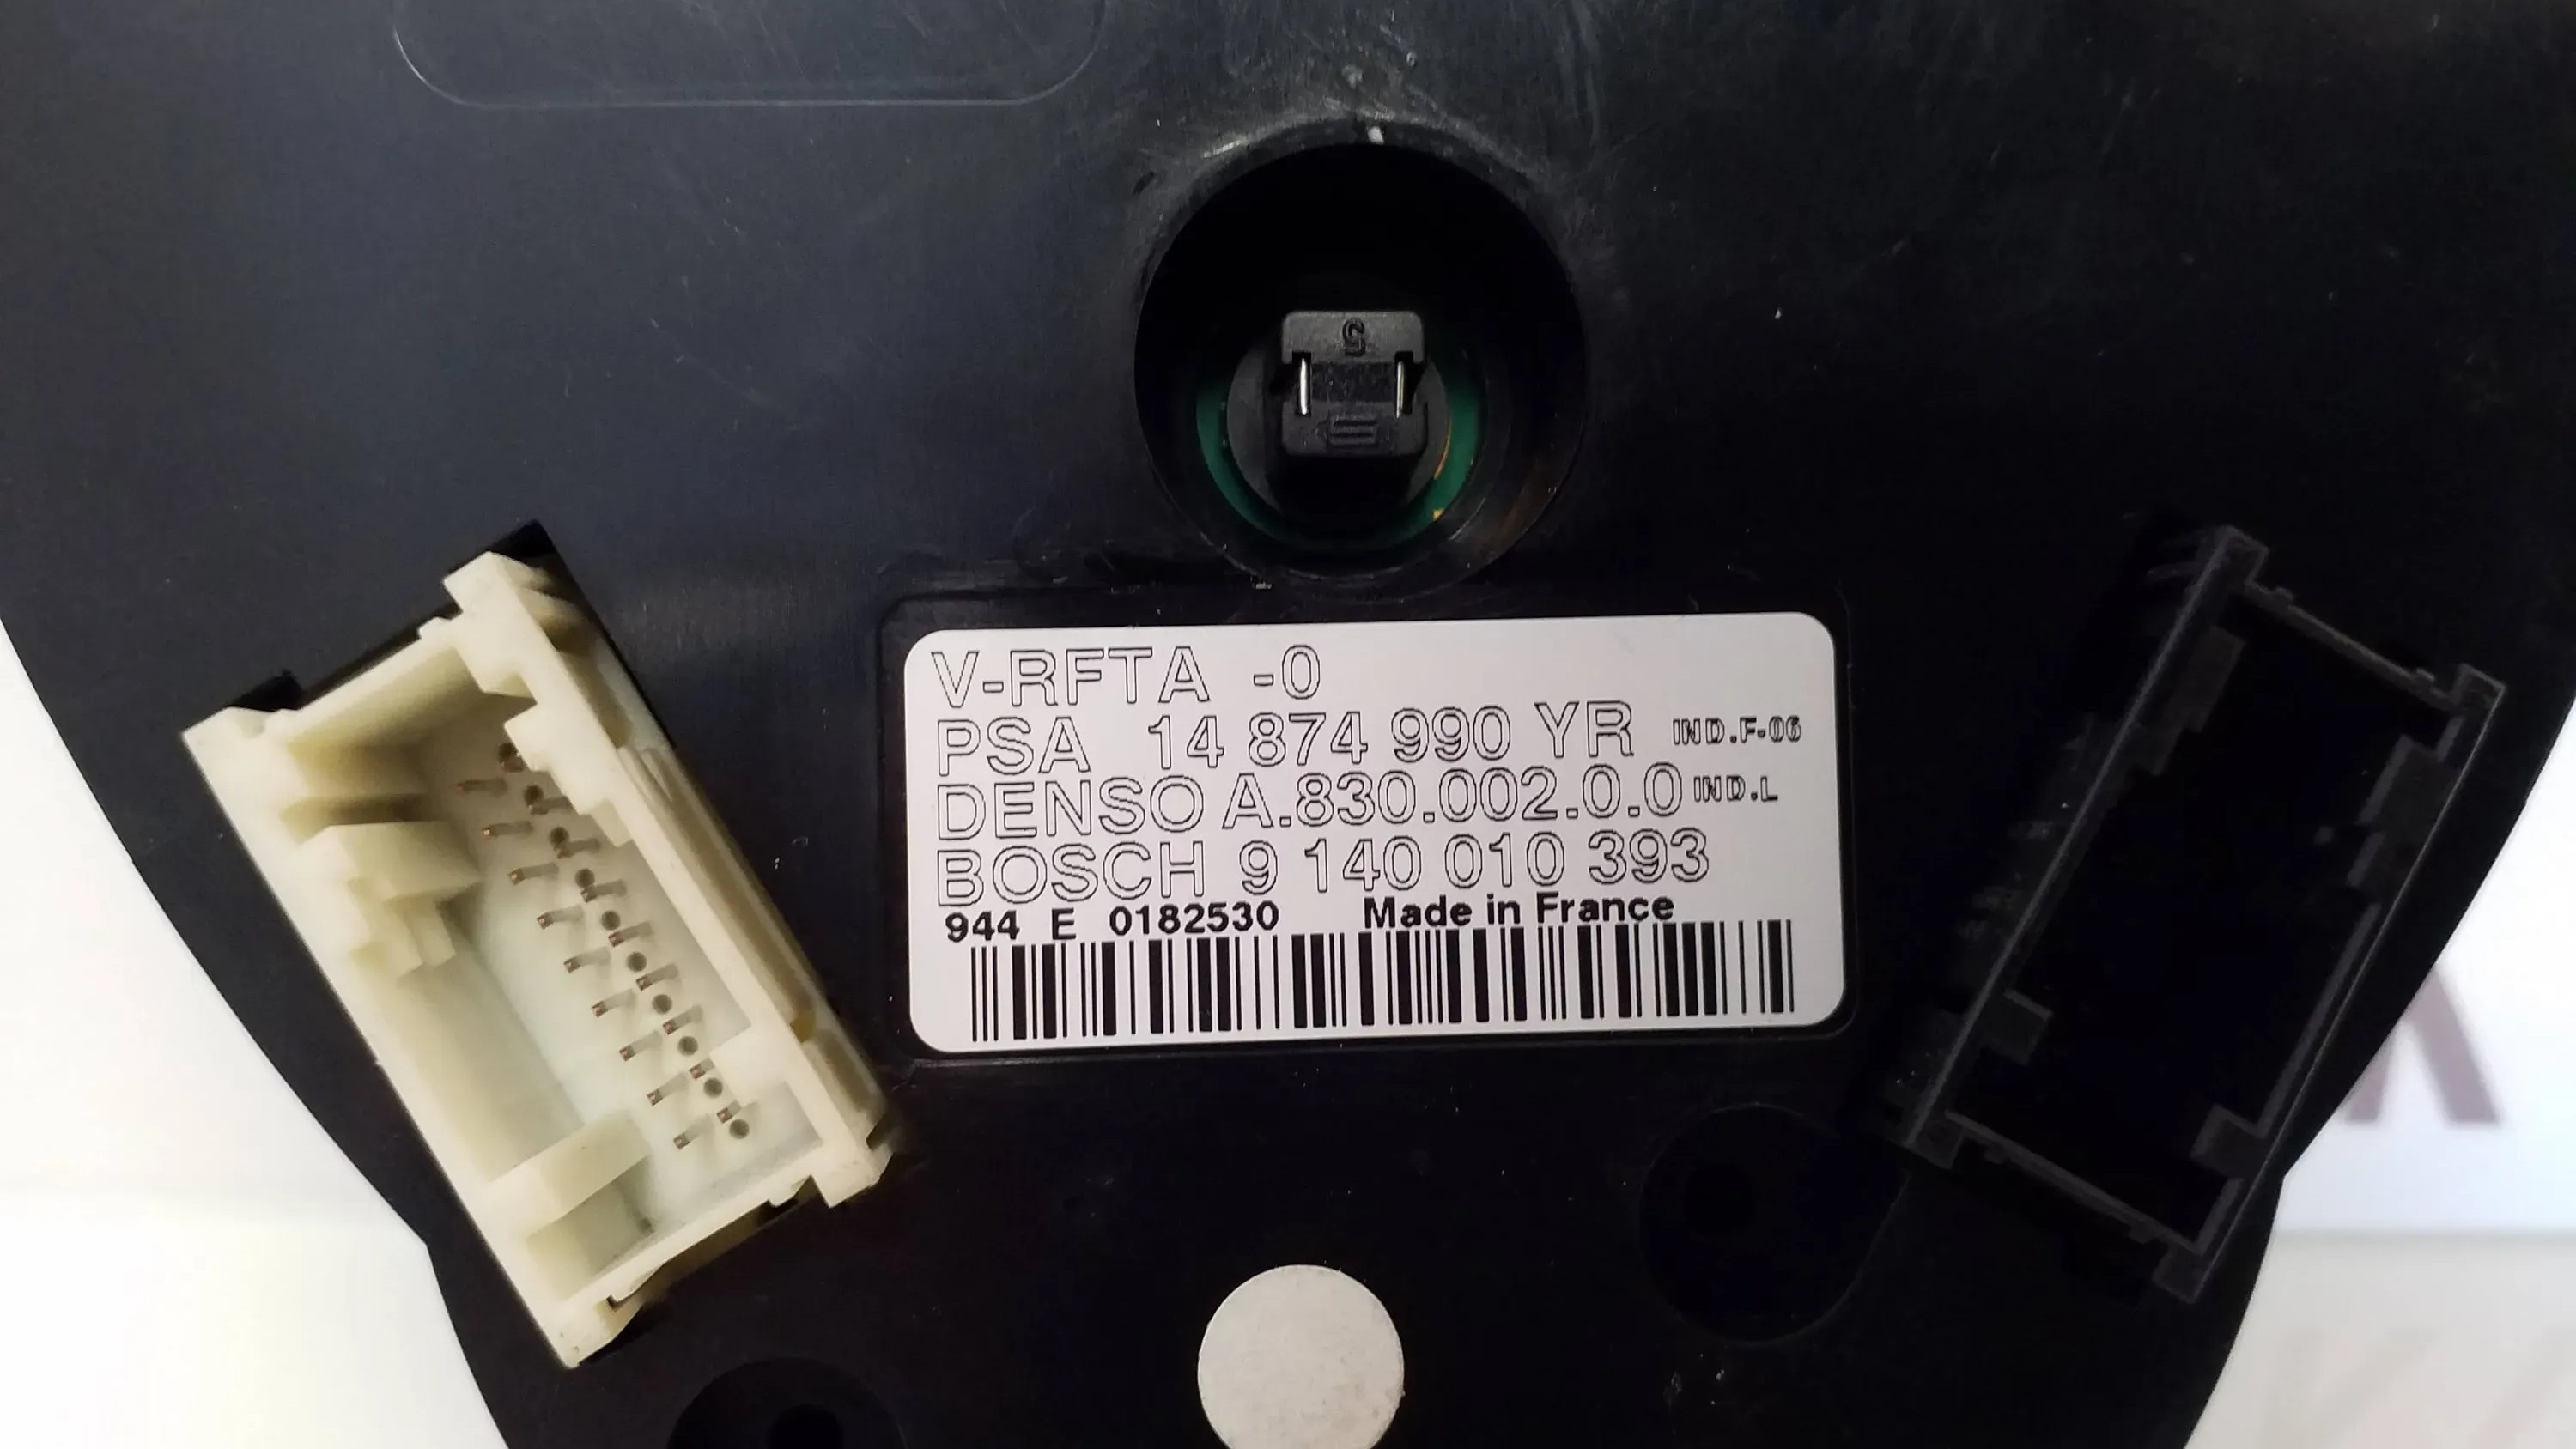 5
V-RFTA -0
PSA 14 874 990 YR IND.F-06
DENSO A.830.002.0.0 IND.L
BOSCH 9 140 010 393
944 E 0182530 Made in France